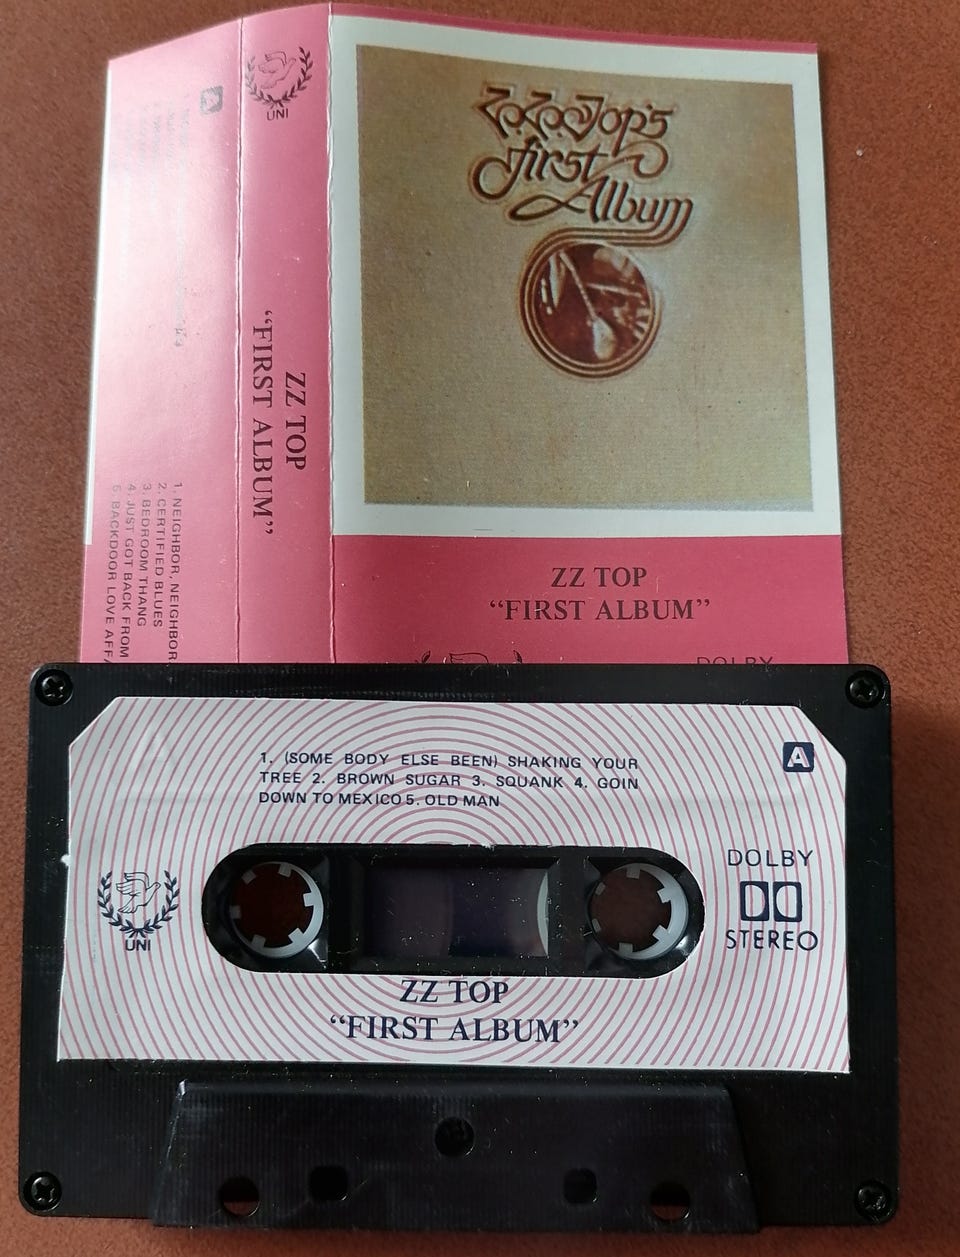 ZZ Top's
first
Album
UNI
ZZ TOP
“FIRST ALBUM”
A
1. NEIGHBOR, NEIGHBOR
2. CERTIFIED BLUES
3. BEDROOM THANG
4. JUST GOT BACK FROM
5. BACKDOOR LOVE
ZZ TOP
“FIRST ALBUM”
DOLBY
1. (SOME BODY ELSE BEEN) SHAKING YOUR
TREE 2. BROWN SUGAR 3. SQUANK 4. GOIN
DOWN TO MEXICO 5. OLD MAN
A
UNI
DOLBY
STEREO
ZZ TOP
“FIRST ALBUM”